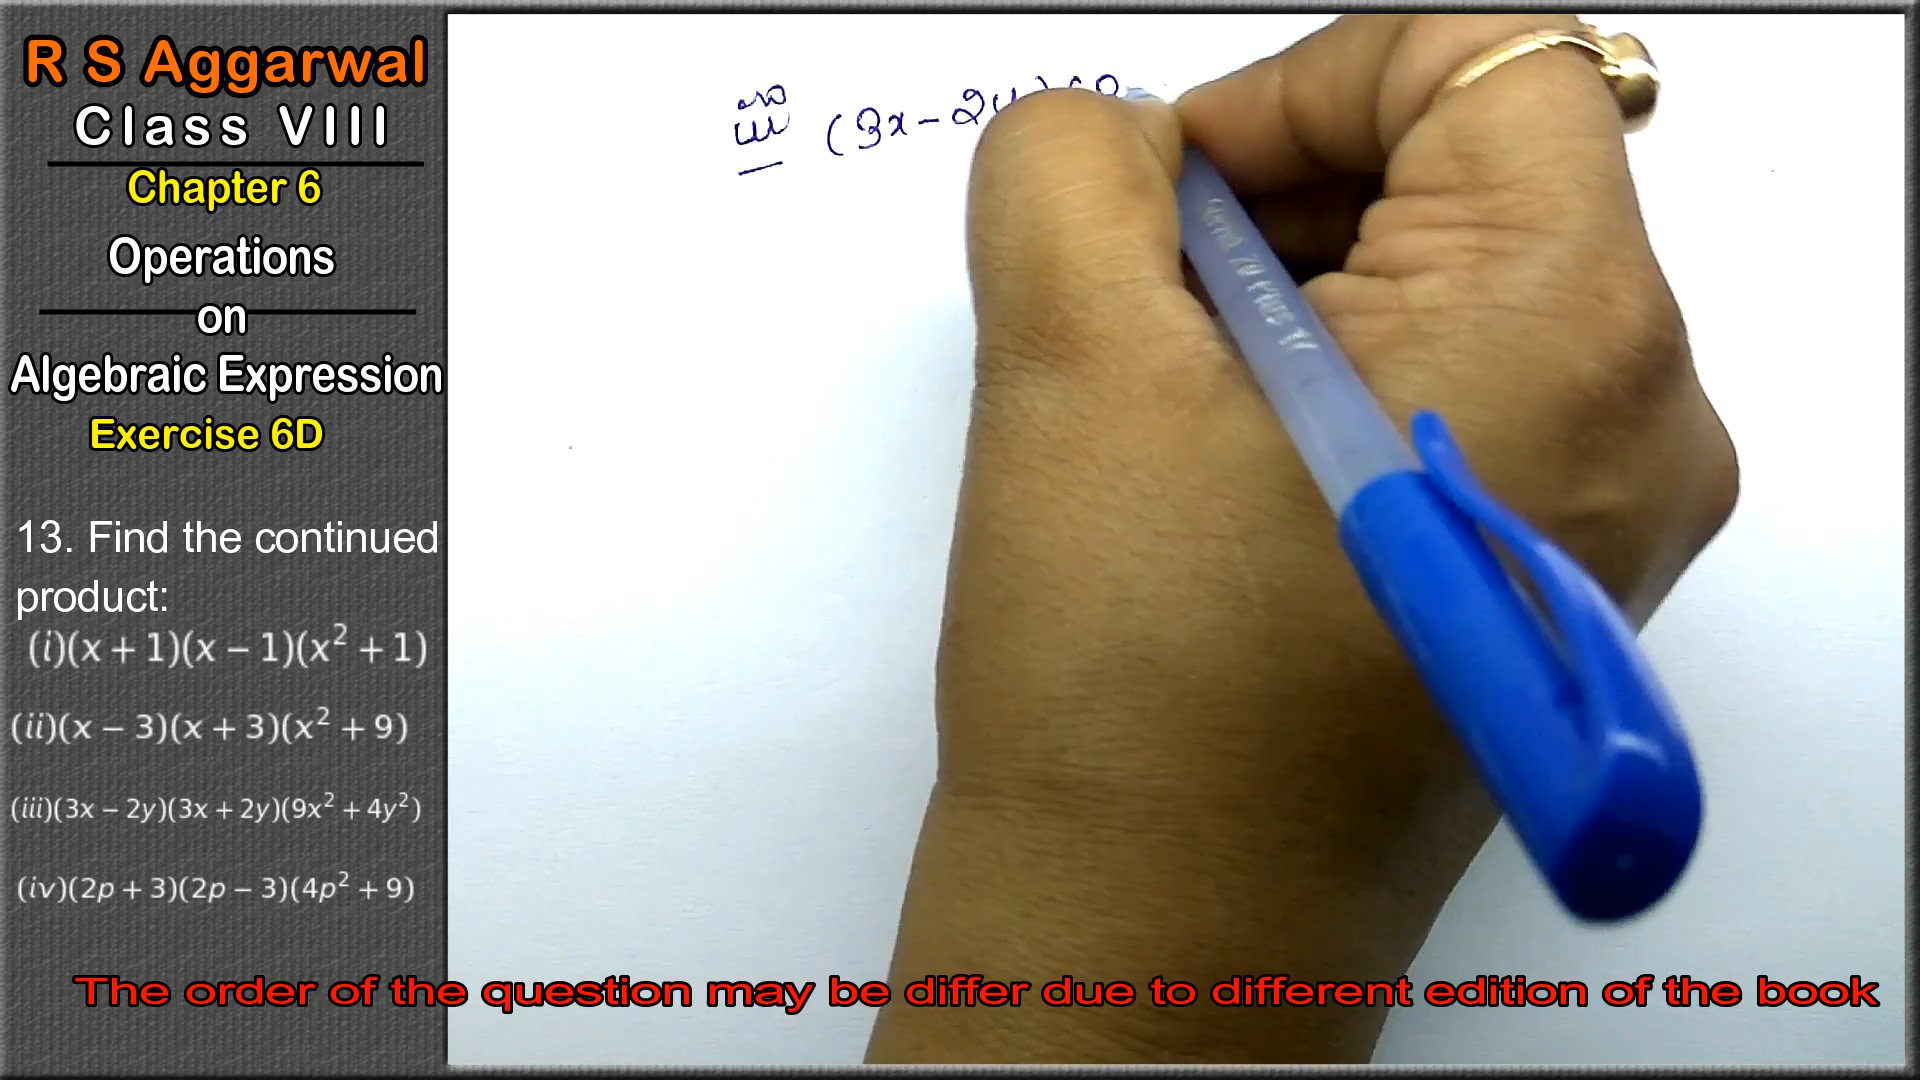 R S Aggarwal
Class VIII
Chapter 6
Operations
on
Algebraic Expression
Exercise 6D
13. Find the continued
product:
(i)(x + 1)(x − 1)(x² + 1)
(ii)(x − 3)(x + 3)(x² + 9)
(iii)(3x − 2y)(3x + 2y)(9x² + 4y²)
(iv)(2p + 3)(2p − 3)(4p² + 9)
iii (3x − 2y)(3
The order of the question may be differ due to different edition of the book